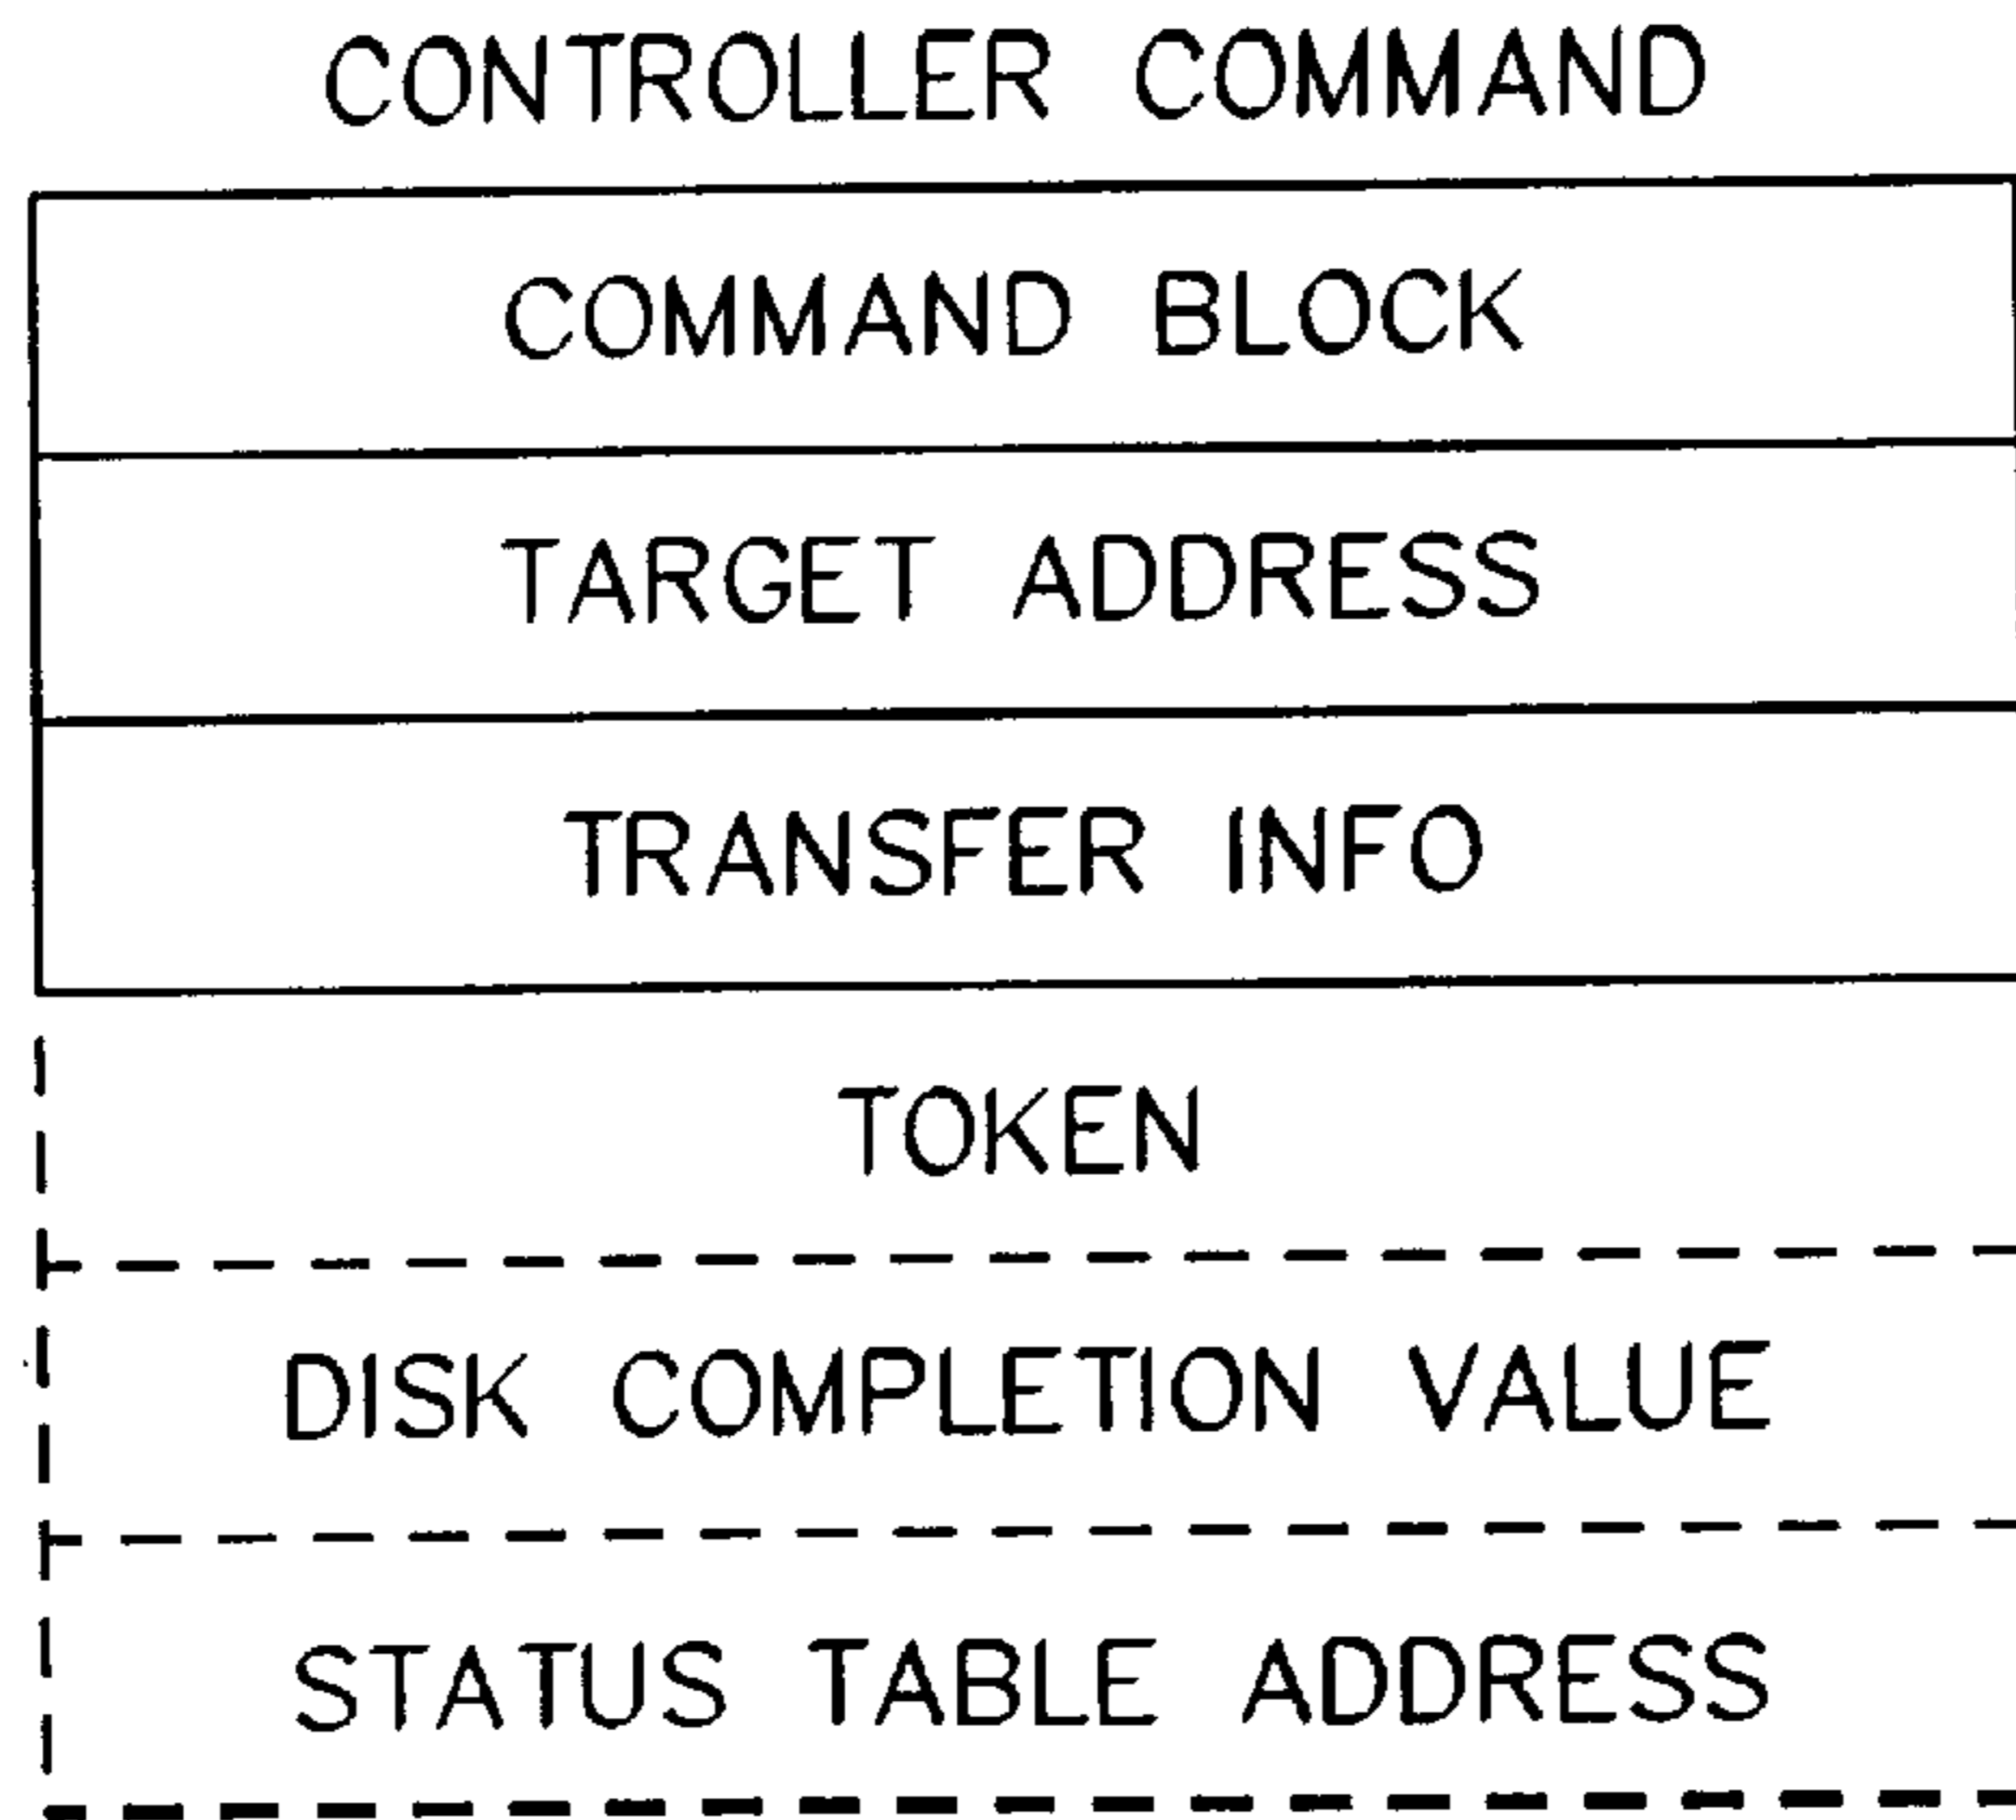 CONTROLLER COMMAND
COMMAND BLOCK
TARGET ADDRESS
TRANSFER INFO
TOKEN
DISK COMPLETION VALUE
STATUS TABLE ADDRESS